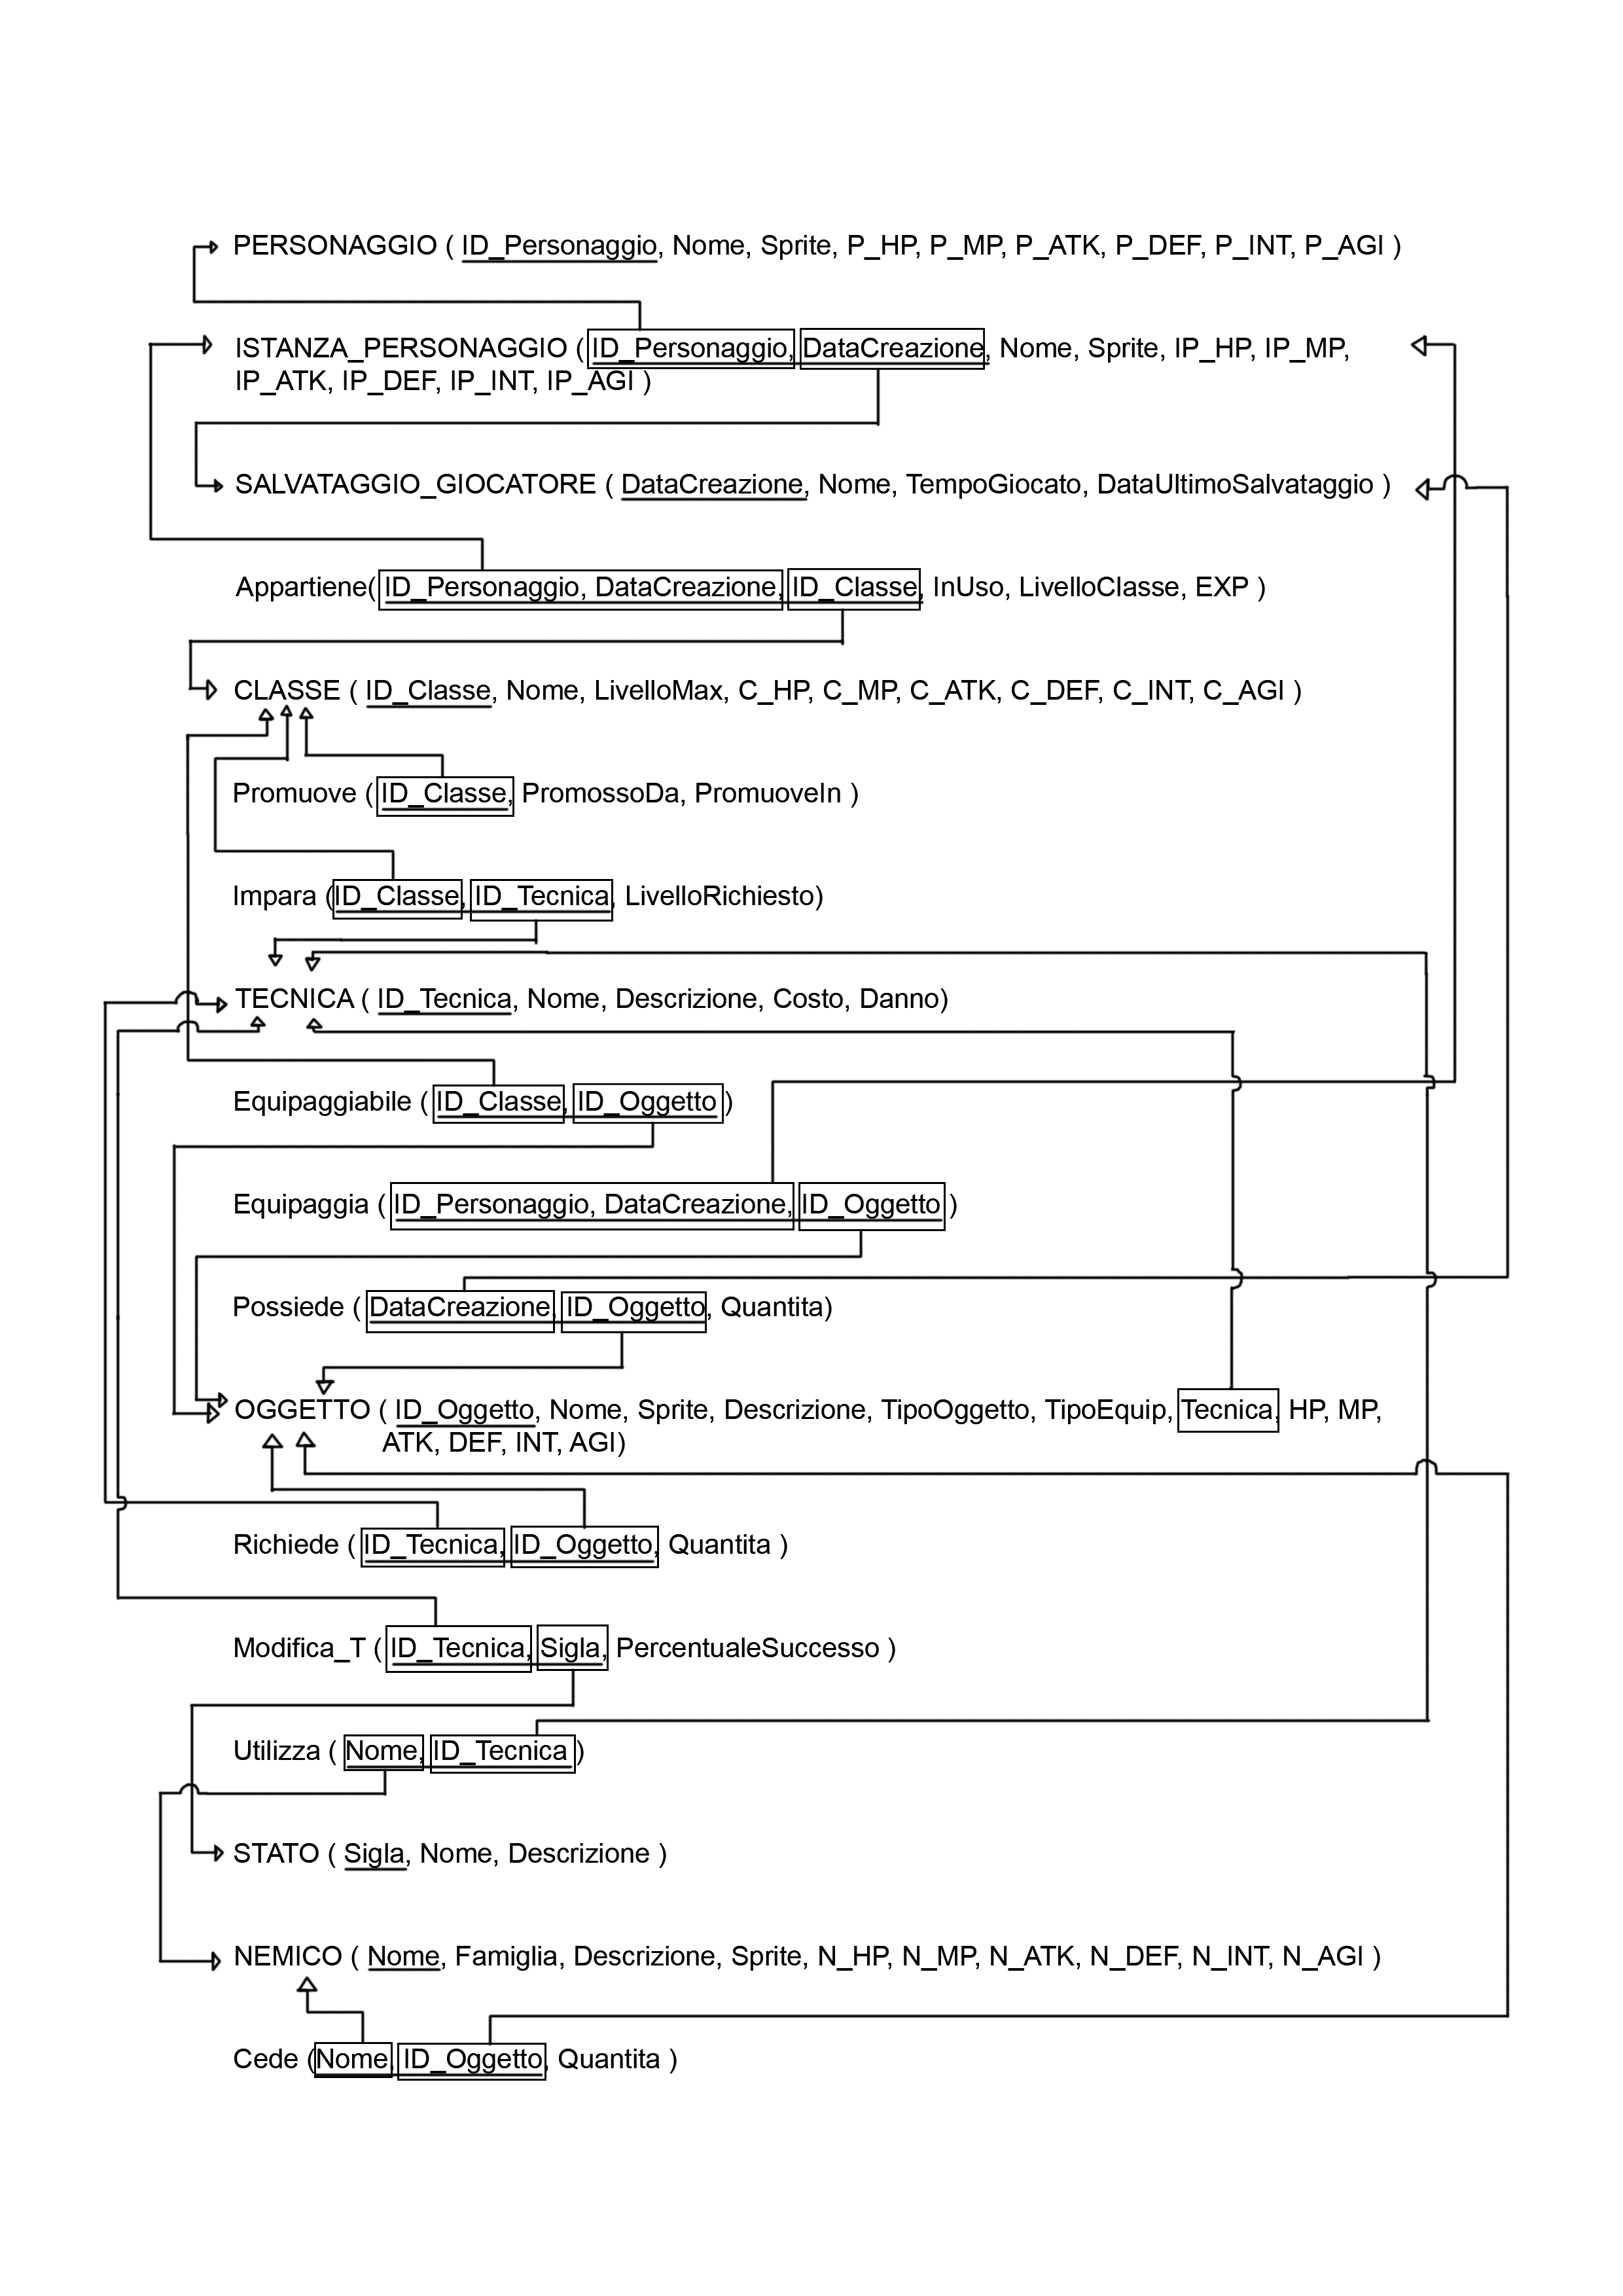 PERSONAGGIO ( ID_Personaggio, Nome, Sprite, P_HP, P_MP, P_ATK, P_DEF, P_INT, P_AGI )
ISTANZA_PERSONAGGIO ( ID_Personaggio, DataCreazione, Nome, Sprite, IP_HP, IP_MP,
IP_ATK, IP_DEF, IP_INT, IP_AGI )
SALVATAGGIO_GIOCATORE ( DataCreazione, Nome, TempoGiocato, DataUltimoSalvataggio )
Appartiene( ID_Personaggio, DataCreazione, ID_Classe, InUso, LivelloClasse, EXP )
CLASSE ( ID_Classe, Nome, LivelloMax, C_HP, C_MP, C_ATK, C_DEF, C_INT, C_AGI )
Promuove ( ID_Classe, PromossoDa, PromuoveIn )
Impara ( ID_Classe, ID_Tecnica, LivelloRichiesto)
TECNICA ( ID_Tecnica, Nome, Descrizione, Costo, Danno)
Equipaggiabile ( ID_Classe, ID_Oggetto )
Equipaggia ( ID_Personaggio, DataCreazione, ID_Oggetto )
Possiede ( DataCreazione, ID_Oggetto, Quantita)
OGGETTO ( ID_Oggetto, Nome, Sprite, Descrizione, TipoOggetto, TipoEquip, Tecnica, HP, MP,
ATK, DEF, INT, AGI)
Richiede ( ID_Tecnica, ID_Oggetto, Quantita )
Modifica_T ( ID_Tecnica, Sigla, PercentualeSuccesso )
Utilizza ( Nome, ID_Tecnica )
STATO ( Sigla, Nome, Descrizione )
NEMICO ( Nome, Famiglia, Descrizione, Sprite, N_HP, N_MP, N_ATK, N_DEF, N_INT, N_AGI )
Cede ( Nome, ID_Oggetto, Quantita )